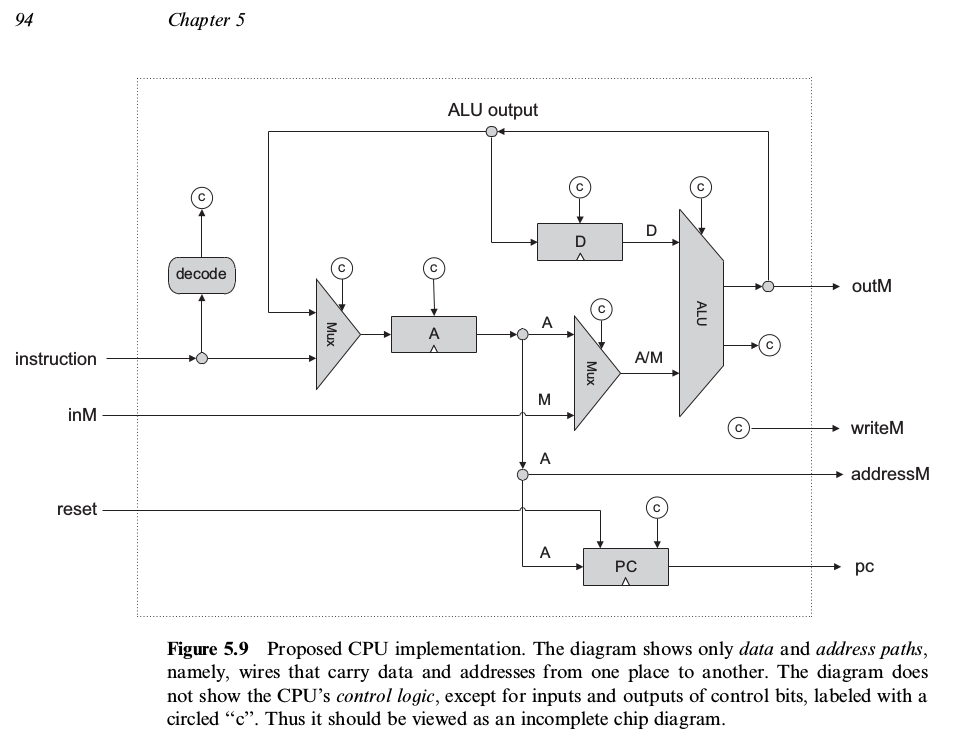 94
Chapter 5
ALU output
c
c
c
D
D
decode
c
c
A
Mux
ALU
outM
c
A
Mux
A/M
c
instruction
M
inM
c
writeM
A
addressM
reset
c
A
PC
pc
Figure 5.9 Proposed CPU implementation. The diagram shows only data and address paths,
namely, wires that carry data and addresses from one place to another. The diagram does
not show the CPU’s control logic, except for inputs and outputs of control bits, labeled with a
circled “c”. Thus it should be viewed as an incomplete chip diagram.